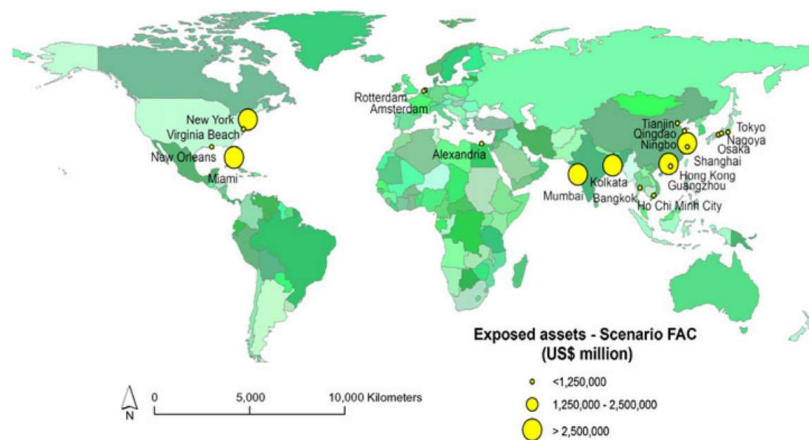 New York
Virginia Beach
New Orleans
Miami
Rotterdam
Amsterdam
Alexandria
Mumbai
Kolkata
Bangkok
Ho Chi Minh City
Tianjin
Qingdao
Ningbo
Tokyo
Nagoya
Osaka
Shanghai
Hong Kong
Guangzhou
Exposed assets - Scenario FAC
(US$ million)
<1,250,000
1,250,000 - 2,500,000
> 2,500,000
N
0 5,000 10,000 Kilometers